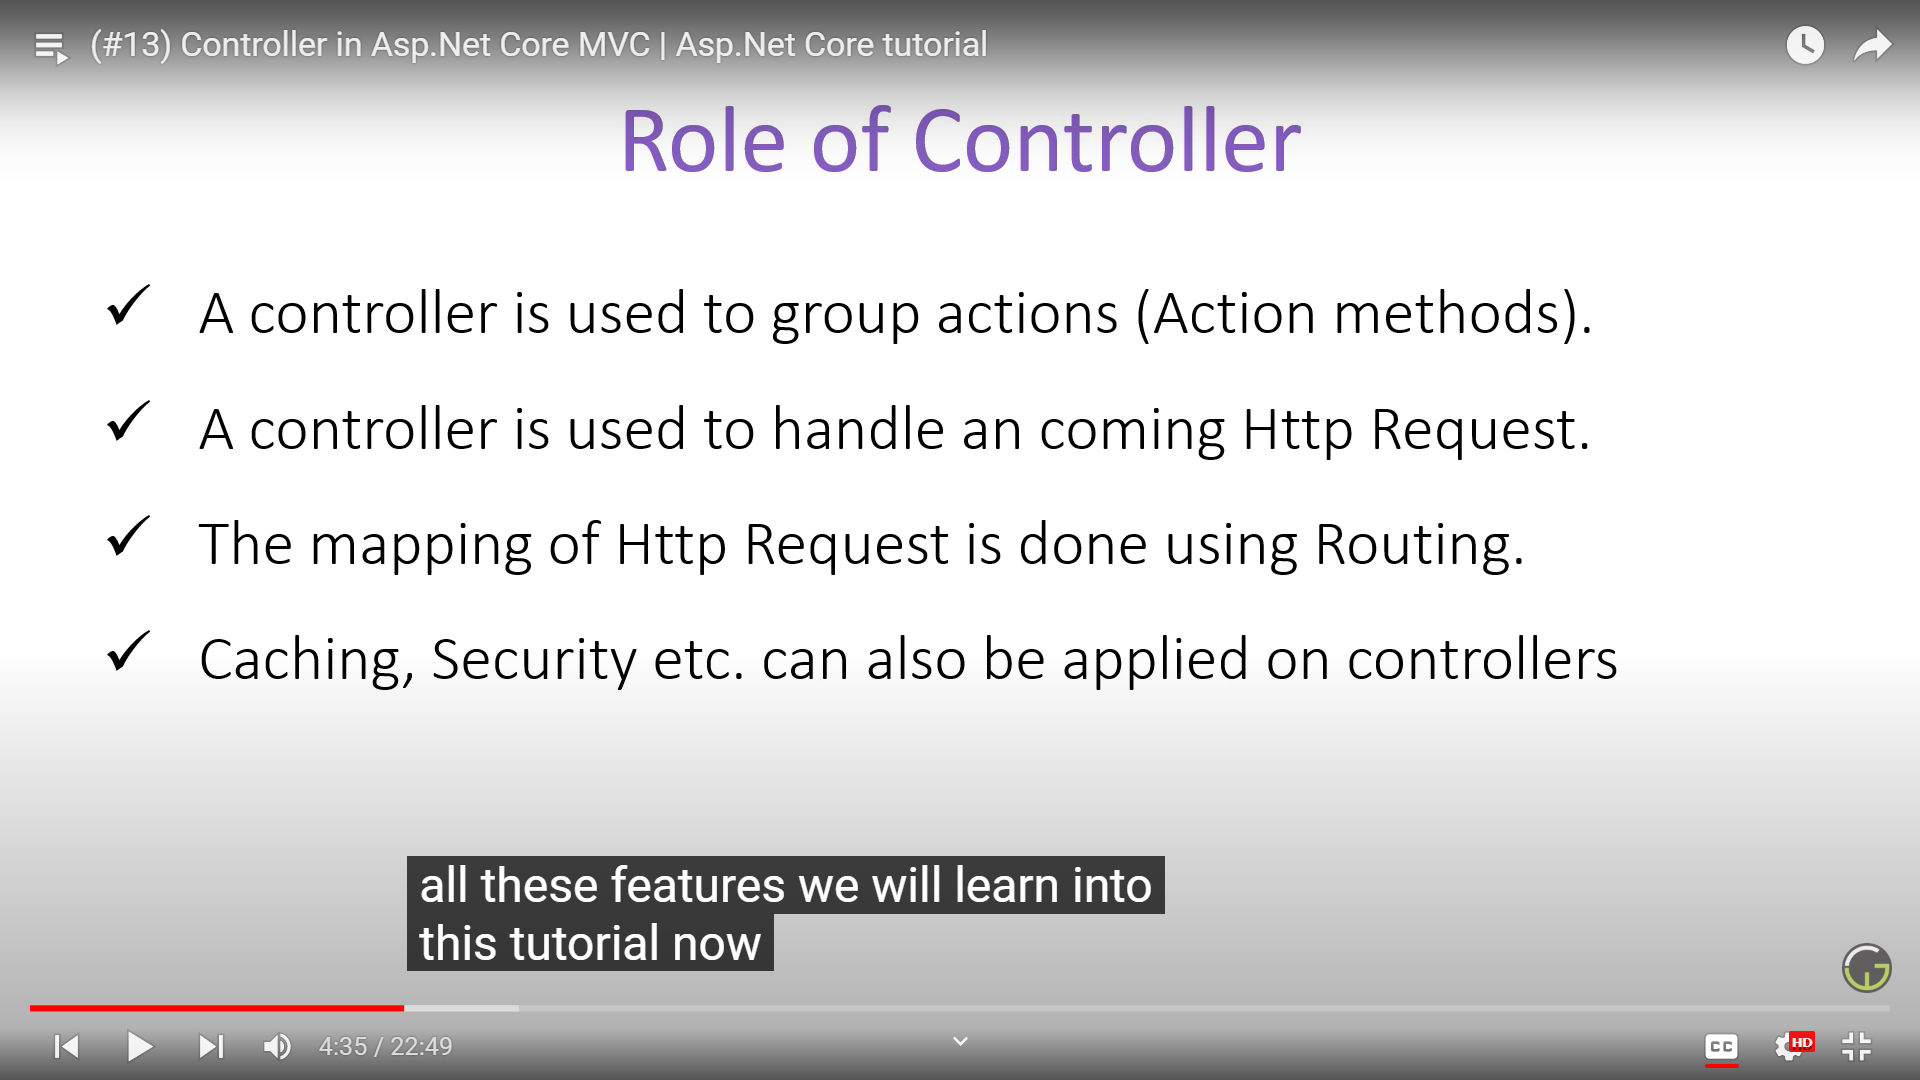 (#13) Controller in Asp.Net Core MVC | Asp.Net Core tutorial
Role of Controller
✓ A controller is used to group actions (Action methods).
✓ A controller is used to handle an coming Http Request.
✓ The mapping of Http Request is done using Routing.
✓ Caching, Security etc. can also be applied on controllers
all these features we will learn into
this tutorial now
4:35 / 22:49
CC
HD